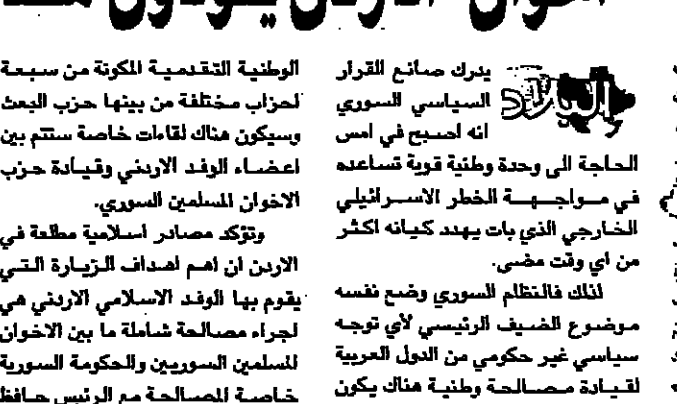 يدرك صانع القرار
البلاد
السياسي السوري
انه اصبح في امس
الحاجة الى وحدة وطنية قوية تساعده
في مواجهة الخطر الاسرائيلي
الخارجي الذي بات يهدد كيانه اكثر
من اي وقت مضى.
لذلك فالنظام السوري وضع نفسه
موضوع الضيف الرئيسي لأي توجه
سياسي غير حكومي من الدول العربية
لقيادة مصالحة وطنية هناك يكون
الوطنية التقدمية المكونة من سبعة
احزاب مختلفة من بينها حزب البعث
وسيكون هناك لقاءات خاصة ستتم بين
اعضاء الوفد الاردني وقيادة حزب
الاخوان المسلمين السوري.
وتؤكد مصادر اسلامية مطلعة في
الاردن ان اهم اهداف الزيارة التي
يقوم بها الوفد الاسلامي الاردني هي
اجراء مصالحة شاملة ما بين الاخوان
المسلمين السوريين والحكومة السورية
خاصة المصالحة مع الرئيس حافظ